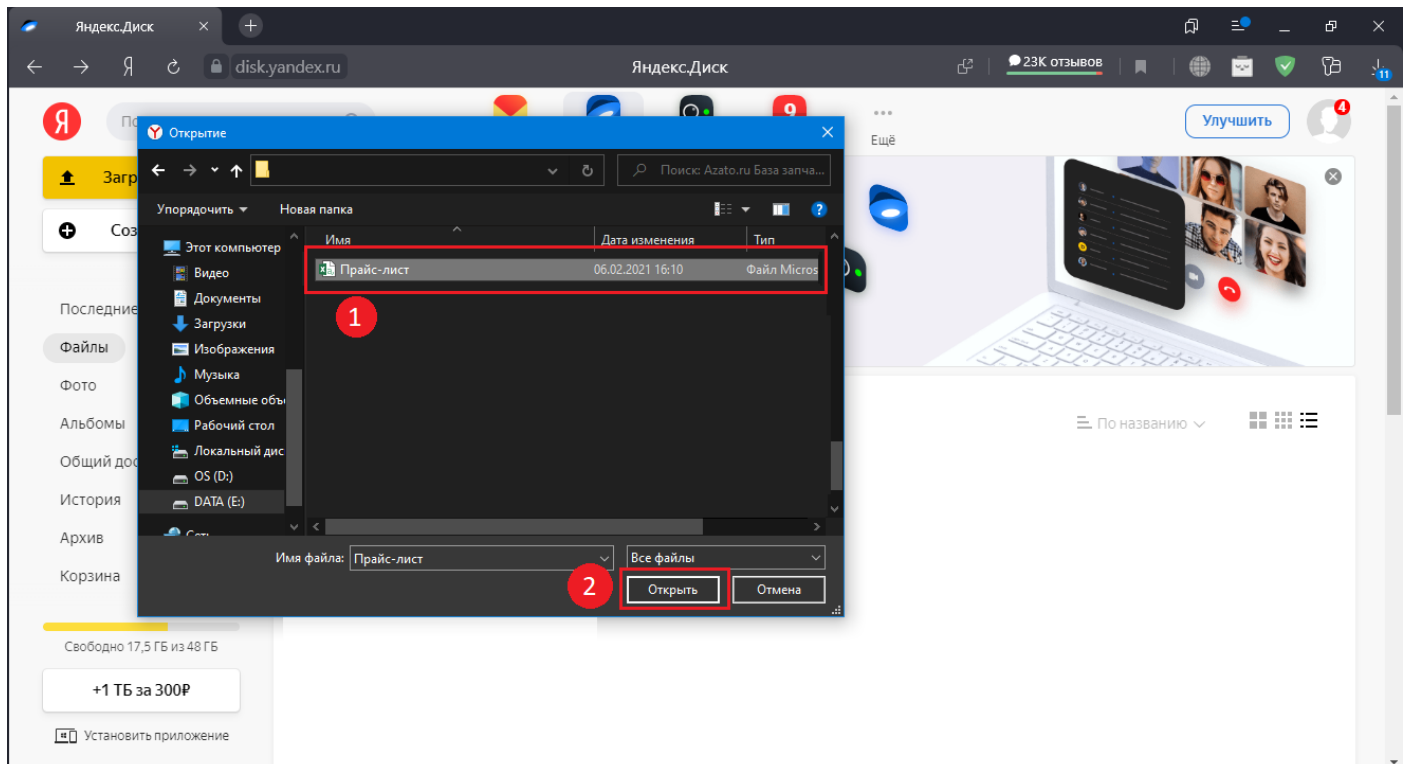 Яндекс.Диск
disk.yandex.ru
Яндекс.Диск
23К отзывов
11
Я
9
Ещё
Улучшить
4
Открытие
Поиск: Azato.ru База запча...
Упорядочить
Новая папка
?
Загр
Соз
Последние
Файлы
Фото
Альбомы
Общий дос
История
Архив
Корзина
Этот компьютер
Видео
Документы
Загрузки
Изображения
Музыка
Объемные объ
Рабочий стол
Локальный дис
OS (D:)
DATA (E:)
Сеть
Имя
Дата изменения
Тип
Прайс-лист
06.02.2021 16:10
Файл Micros
1
По названию
Имя файла:
Прайс-лист
Все файлы
2
Открыть
Отмена
Свободно 17,5 ГБ из 48 ГБ
+1 ТБ за 300₽
Установить приложение